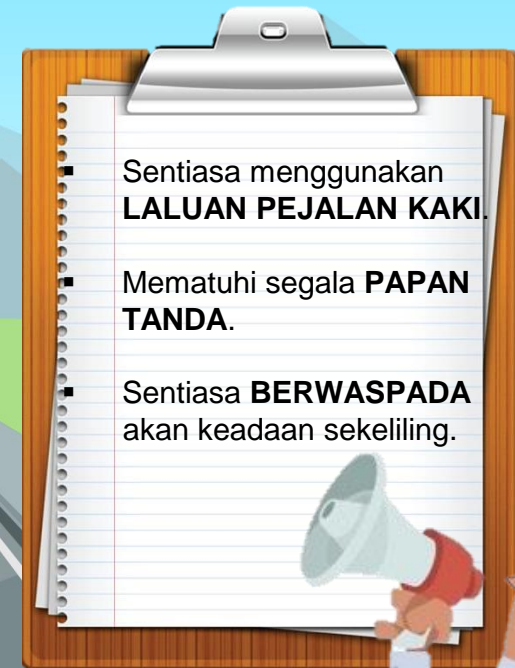 ▪ Sentiasa menggunakan
LALUAN PEJALAN KAKI.
▪ Mematuhi segala PAPAN
TANDA.
▪ Sentiasa BERWASPADA
akan keadaan sekeliling.